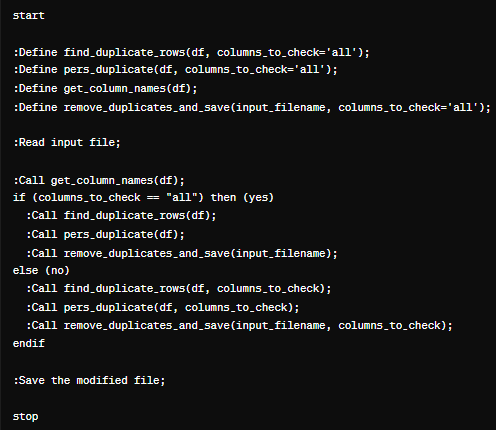 start
:Define find_duplicate_rows(df, columns_to_check='all');
:Define pers_duplicate(df, columns_to_check='all');
:Define get_column_names(df);
:Define remove_duplicates_and_save(input_filename, columns_to_check='all');
:Read input file;
:Call get_column_names(df);
if (columns_to_check == "all") then (yes)
  :Call find_duplicate_rows(df);
  :Call pers_duplicate(df);
  :Call remove_duplicates_and_save(input_filename);
else (no)
  :Call find_duplicate_rows(df, columns_to_check);
  :Call pers_duplicate(df, columns_to_check);
  :Call remove_duplicates_and_save(input_filename, columns_to_check);
endif
:Save the modified file;
stop